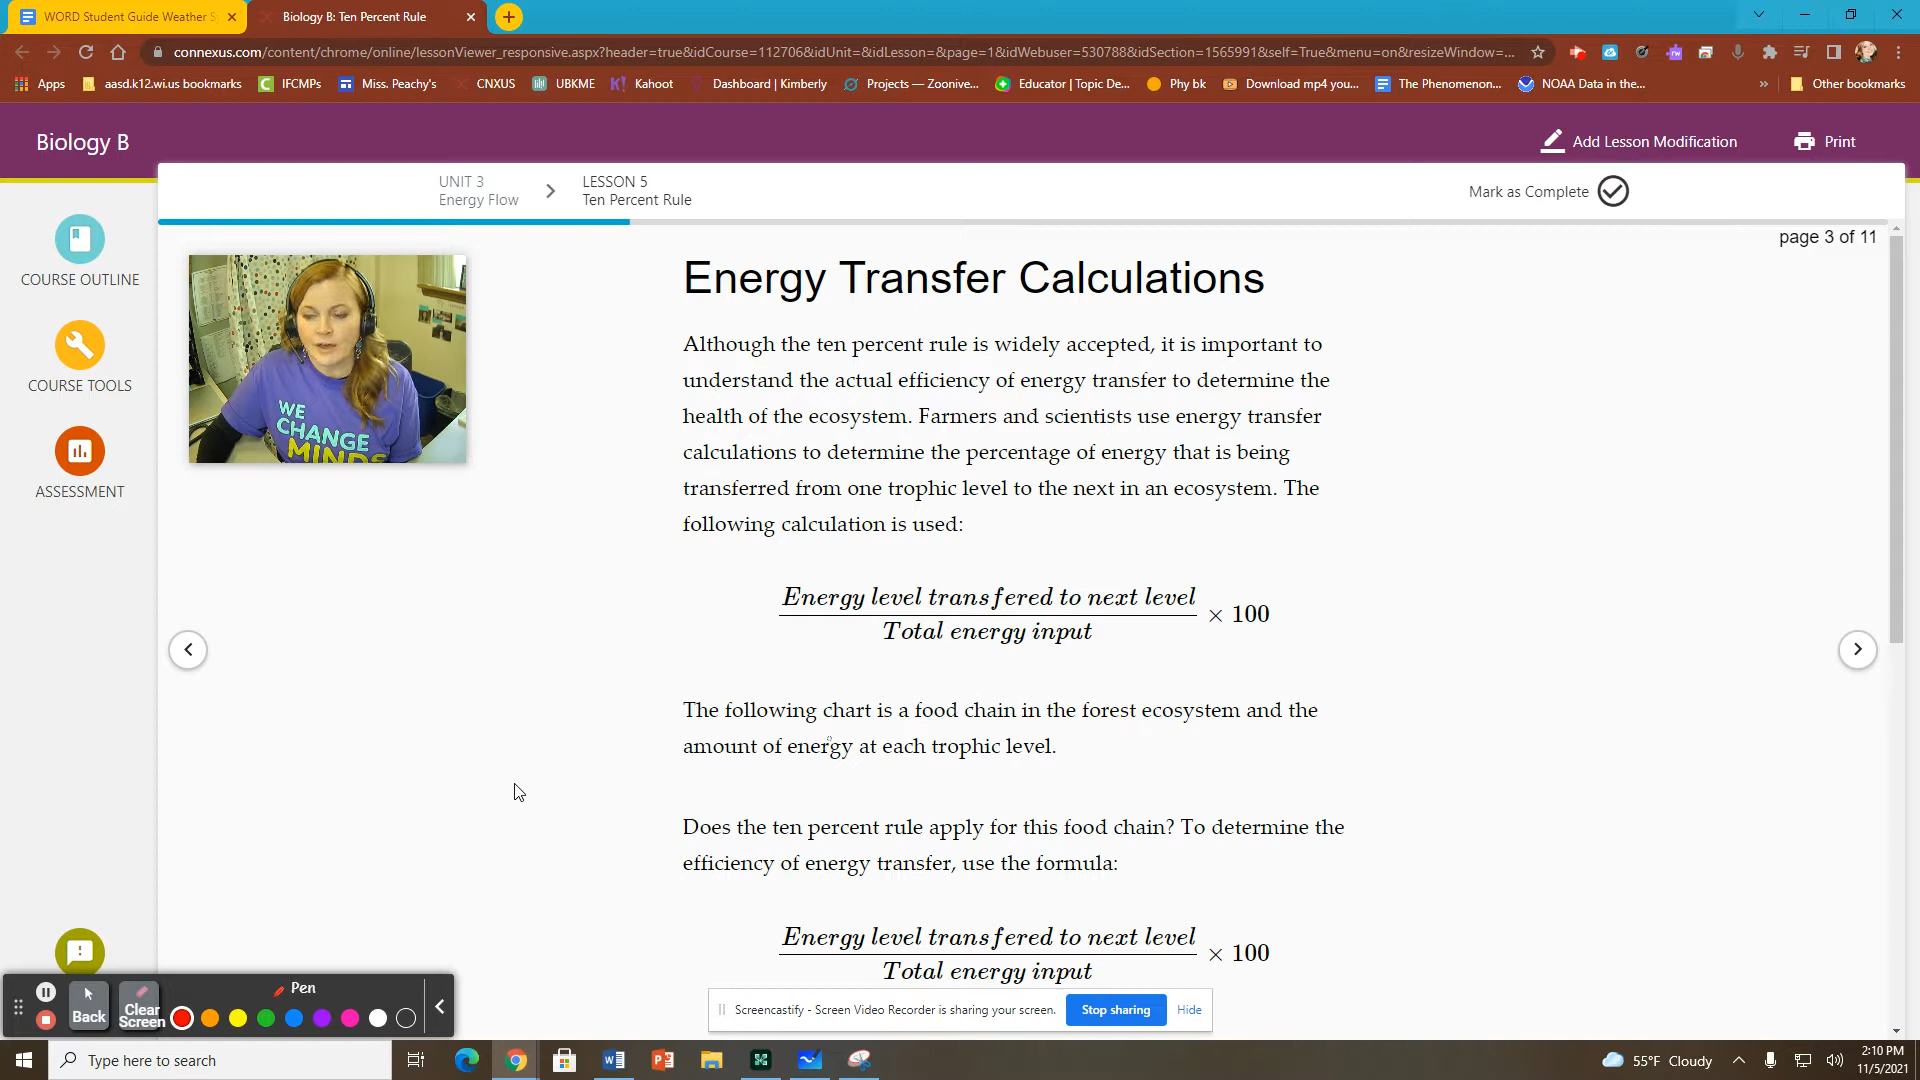 WORD Student Guide Weather S
Biology B: Ten Percent Rule
connexus.com/content/chrome/online/lessonViewer_responsive.aspx?header=true&idCourse=112706&idUnit=&idLesson=&page=1&idWebuser=530788&idSection=1565991&self=True&menu=on&resizeWindow=...
Apps
aasd.k12.wi.us bookmarks
IFCMPs
Miss. Peachy's
CNXUS
UBKME
Kahoot
Dashboard | Kimberly
Projects — Zoonive...
Educator | Topic De...
Phy bk
Download mp4 you...
The Phenomenon...
NOAA Data in the...
»
Other bookmarks
Biology B
Add Lesson Modification
Print
UNIT 3
Energy Flow
LESSON 5
Ten Percent Rule
Mark as Complete
page 3 of 11
COURSE OUTLINE
COURSE TOOLS
ASSESSMENT
WE
CHANGE
MINDS
Energy Transfer Calculations
Although the ten percent rule is widely accepted, it is important to
understand the actual efficiency of energy transfer to determine the
health of the ecosystem. Farmers and scientists use energy transfer
calculations to determine the percentage of energy that is being
transferred from one trophic level to the next in an ecosystem. The
following calculation is used:
Energy level transfered to next level
Total energy input
× 100
The following chart is a food chain in the forest ecosystem and the
amount of energy at each trophic level.
Does the ten percent rule apply for this food chain? To determine the
efficiency of energy transfer, use the formula:
Energy level transfered to next level
Total energy input
× 100
Pen
Back
Clear
Screen
Screencastify - Screen Video Recorder is sharing your screen.
Stop sharing
Hide
Type here to search
55°F Cloudy
2:10 PM
11/5/2021